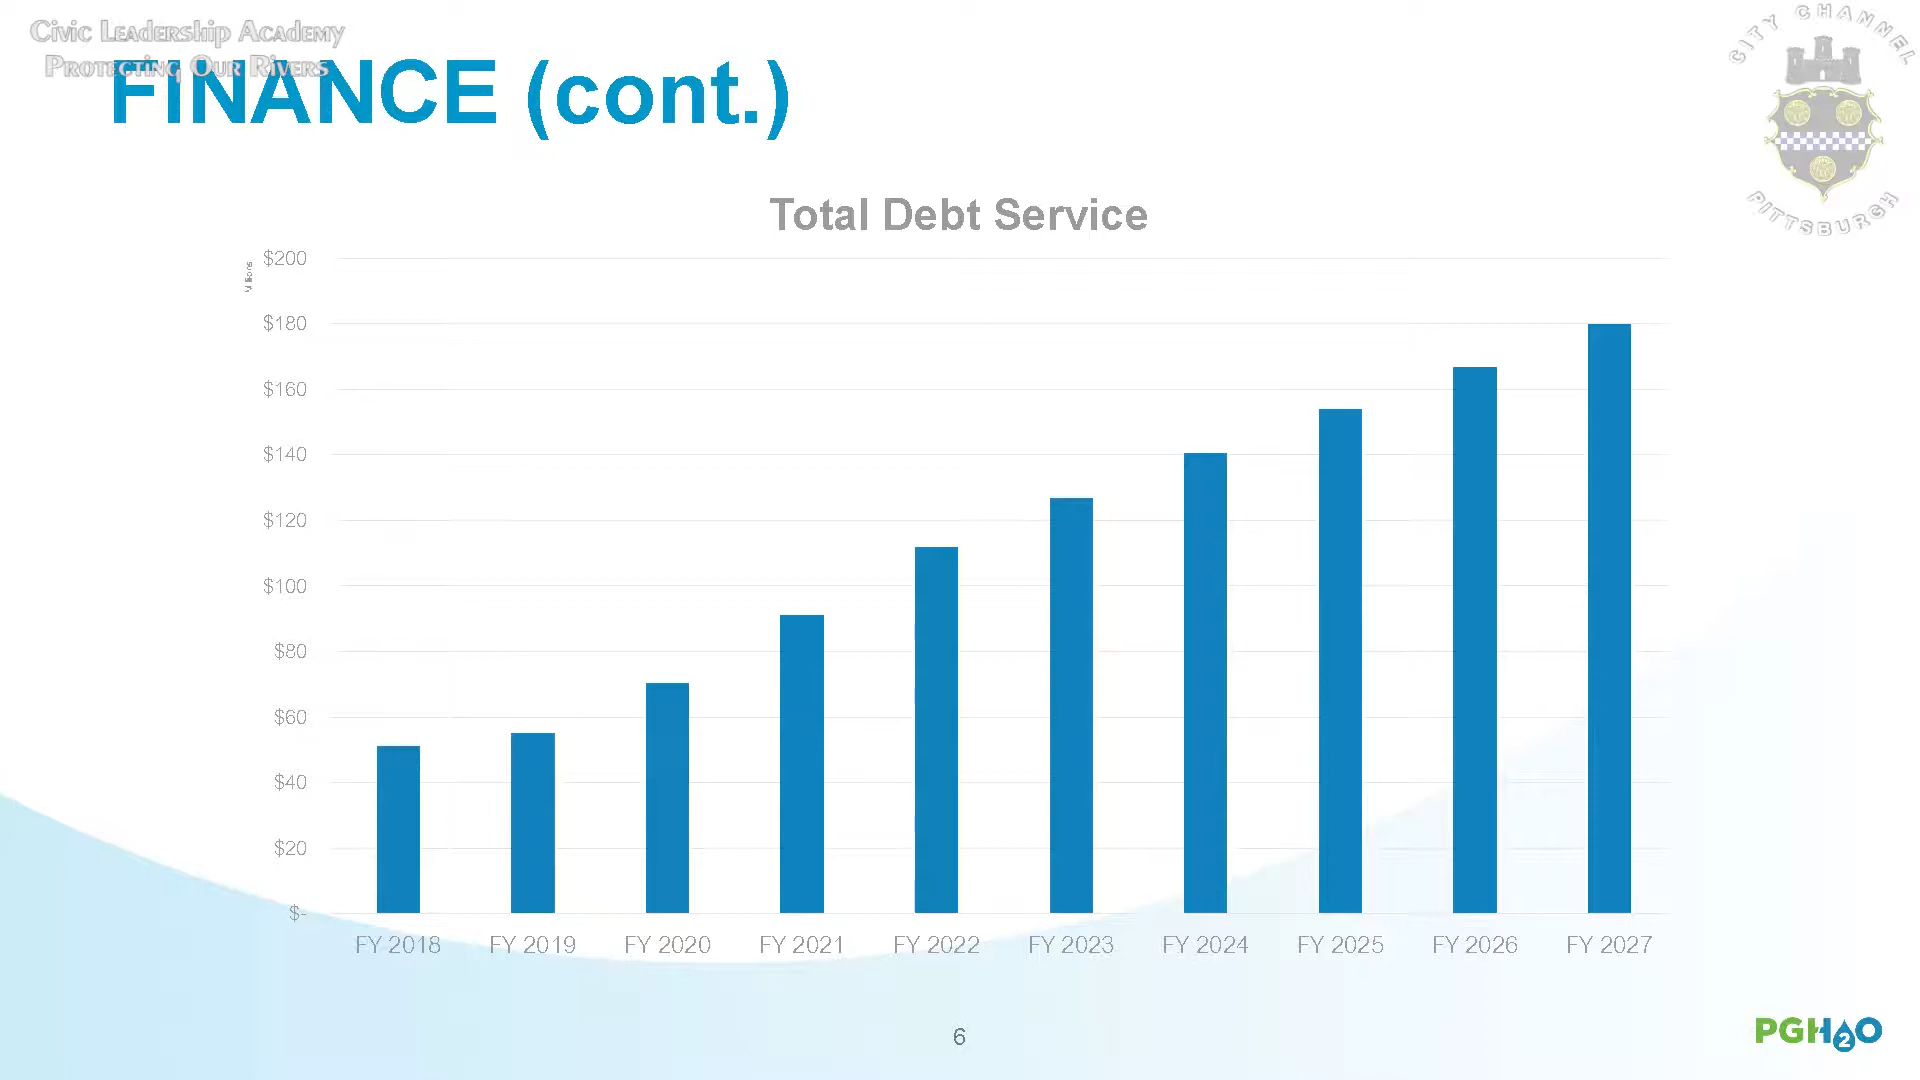 Civic Leadership Academy
Protecting Our Rivers
CITY CHANNEL
PITTSBURGH
FINANCE (cont.)
Total Debt Service
Millions
$200
$180
$160
$140
$120
$100
$80
$60
$40
$20
$-
FY 2018 FY 2019 FY 2020 FY 2021 FY 2022 FY 2023 FY 2024 FY 2025 FY 2026 FY 2027
6
PGH2O